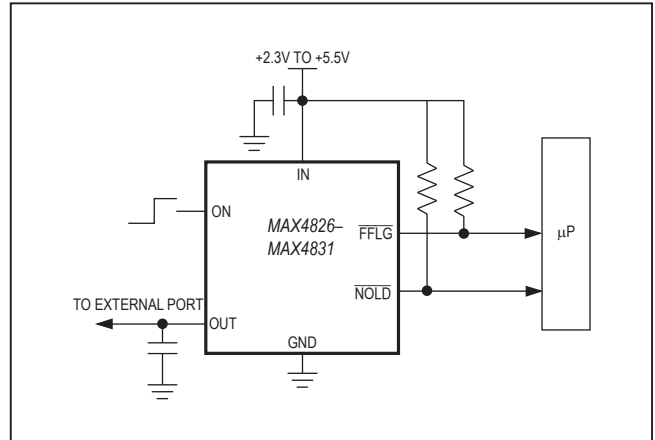 +2.3V TO +5.5V
IN
ON
MAX4826–
MAX4831
FFLG
µP
NOLD
TO EXTERNAL PORT
OUT
GND